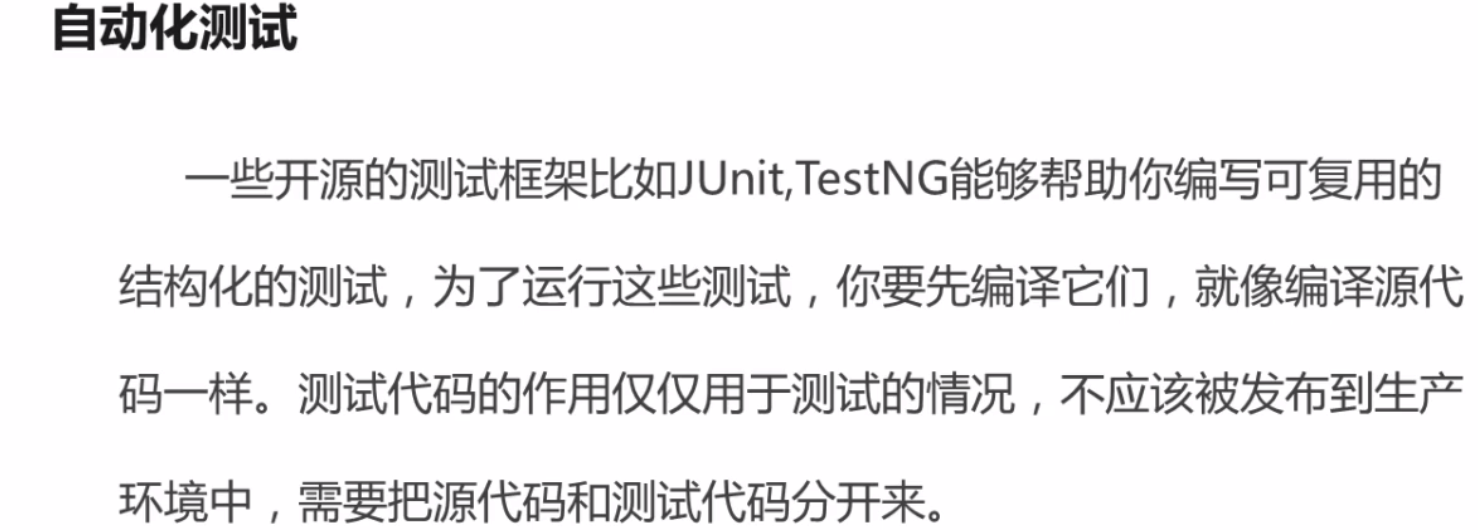 自动化测试
一些开源的测试框架比如JUnit,TestNG能够帮助你编写可复用的
结构化的测试，为了运行这些测试，你要先编译它们，就像编译源代
码一样。测试代码的作用仅仅用于测试的情况，不应该被发布到生产
环境中，需要把源代码和测试代码分开来。